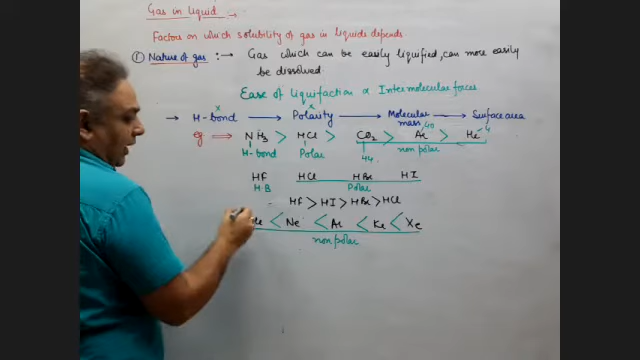 Gas in liquid :→
Factors on which solubility of gas in liquids depends
① Nature of gas :→ Gas which can be easily liquified, can more easily
be dissolved.
Ease of liquifaction ∝ Intermolecular forces
x x
→ H-bond → Polarity → Molecular mass → Surface area
eg. ⇒ NH3 > HCl > CO2 > Ar 40 > He 4
H-bond Polar 44 non polar
HF HCl HBr HI
H·B Polar
HF > HI > HBr > HCl
< Ne < Ar < Kr < Xe
non polar